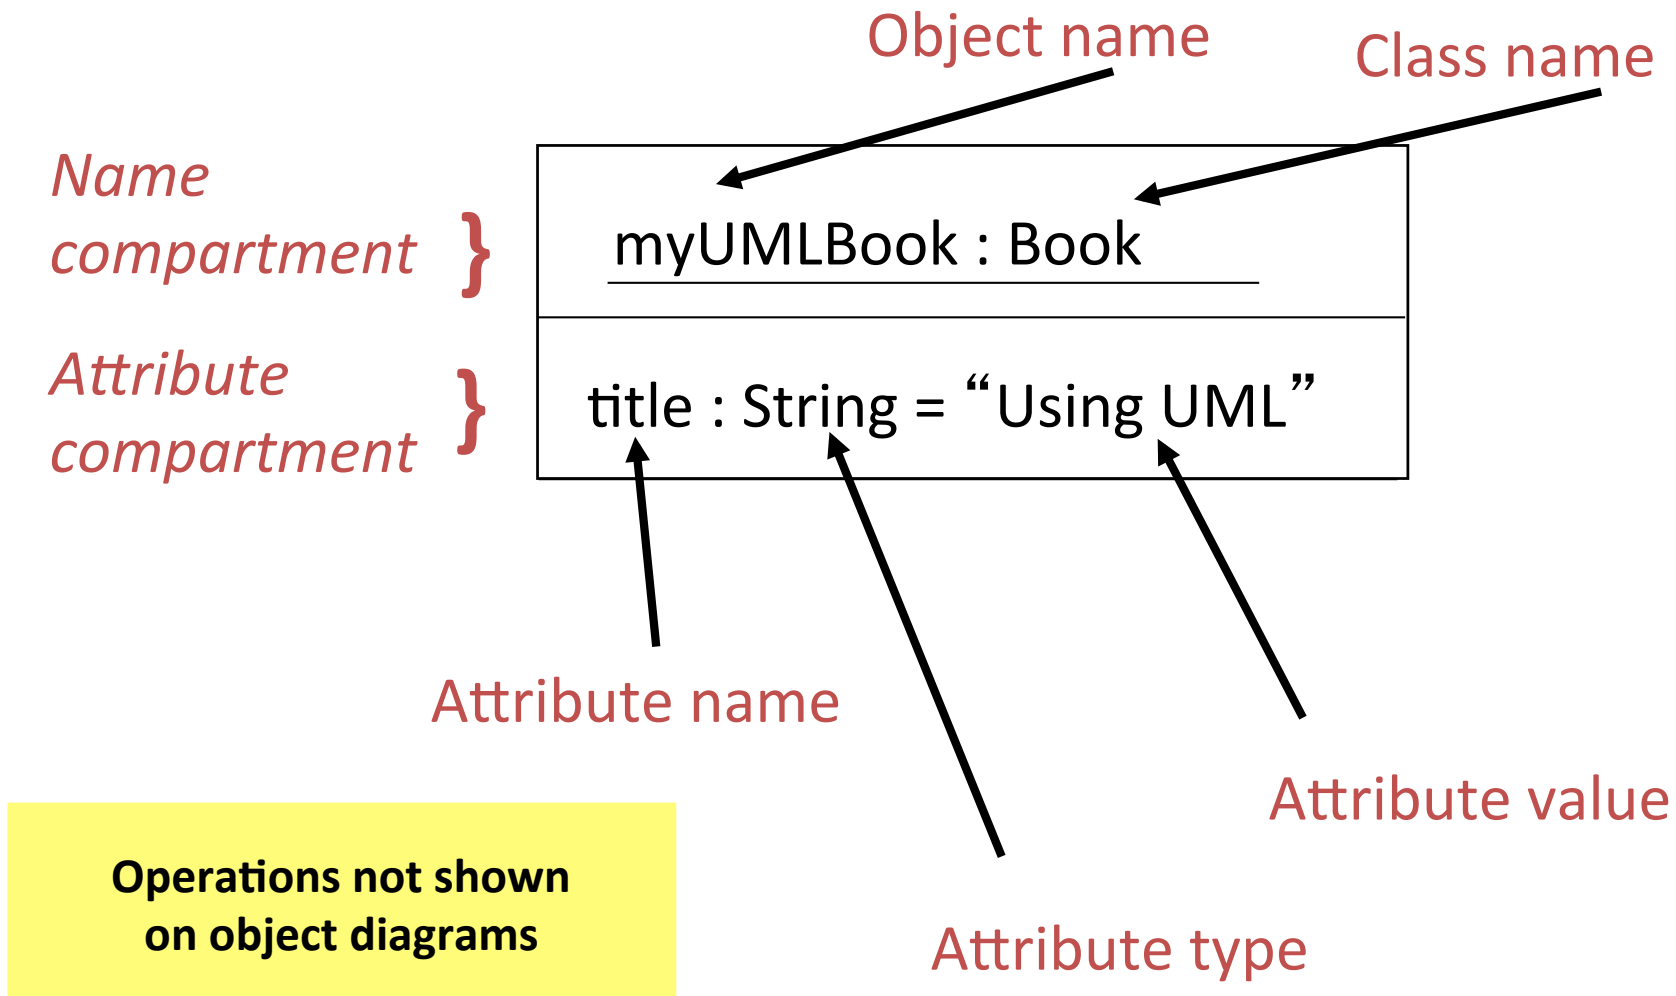 Object name
Class name
Name
compartment
}
myUMLBook : Book
Attribute
compartment
}
title : String = “Using UML”
Attribute name
Attribute value
Operations not shown
on object diagrams
Attribute type